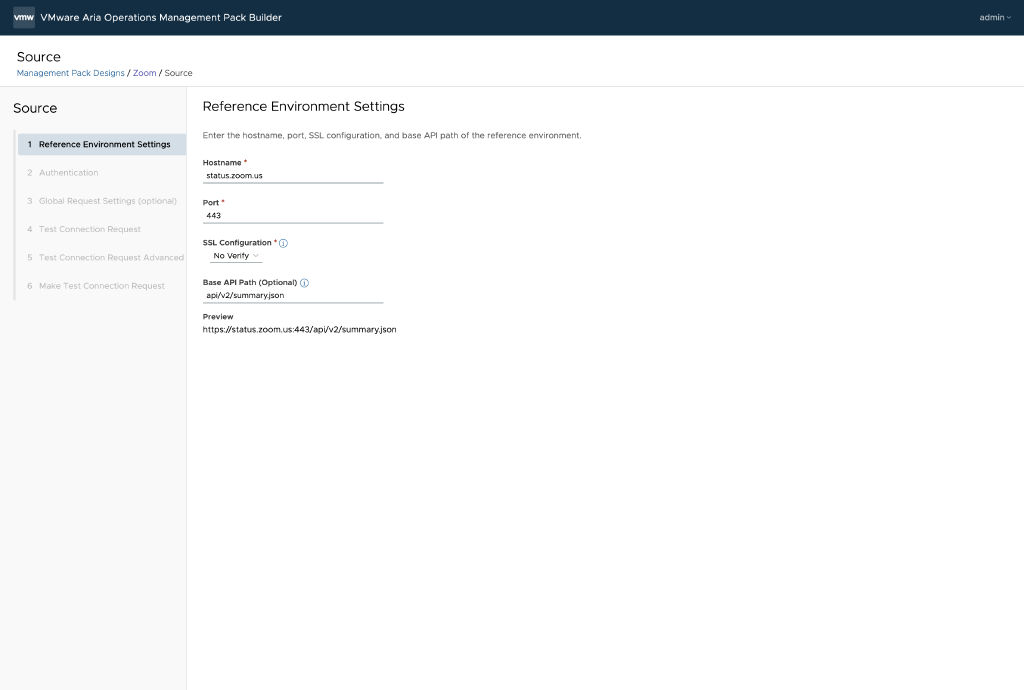 vmw VMware Aria Operations Management Pack Builder admin
Source
Management Pack Designs / Zoom / Source
Source
1 Reference Environment Settings
2 Authentication
3 Global Request Settings (optional)
4 Test Connection Request
5 Test Connection Request Advanced
6 Make Test Connection Request
Reference Environment Settings
Enter the hostname, port, SSL configuration, and base API path of the reference environment.
Hostname *
status.zoom.us
Port *
443
SSL Configuration *
No Verify
Base API Path (Optional)
api/v2/summary.json
Preview
https://status.zoom.us:443/api/v2/summary.json